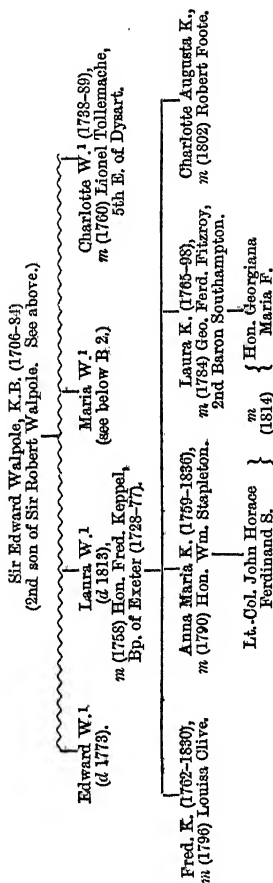 Sir Edward Walpole, K.B. (1706–84)
(2nd son of Sir Robert Walpole. See above.)
Edward W.¹
(d 1773).
Laura W.¹
(d 1813),
m (1758) Hon. Fred. Keppel,
Bp. of Exeter (1728–77).
Maria W.¹
(see below B 2.)
Charlotte W.¹ (1738–89),
m (1760) Lionel Tollemache,
5th E. of Dysart.
Fred. K. (1762–1830),
m (1796) Louisa Clive.
Anna Maria K. (1759–1836),
m (1790) Hon. Wm. Stapleton.
Laura K. (1765–98),
m (1784) Geo. Ferd. Fitzroy,
2nd Baron Southampton.
Charlotte Augusta K.,
m (1802) Robert Foote.
Lt.-Col. John Horace
Ferdinand S.
} m {
(1814)
Hon. Georgiana
Maria F.